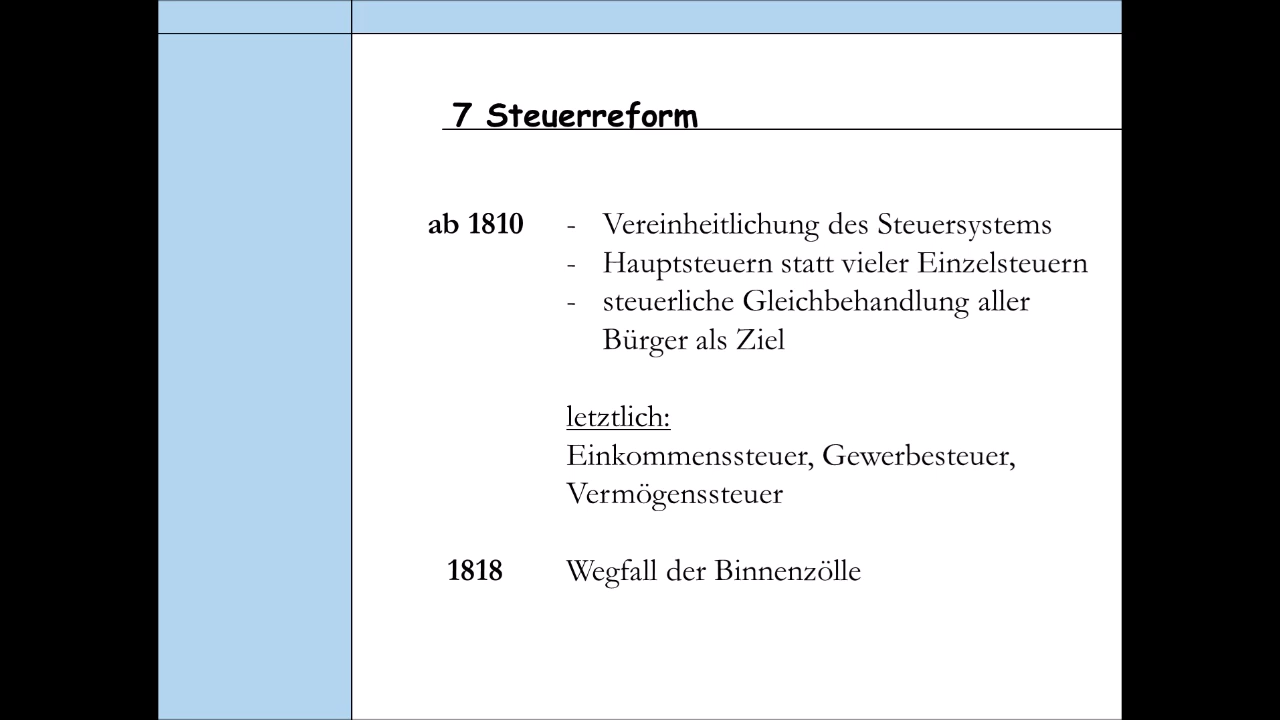 7 Steuerreform
ab 1810 - Vereinheitlichung des Steuersystems
- Hauptsteuern statt vieler Einzelsteuern
- steuerliche Gleichbehandlung aller
Bürger als Ziel
letztlich:
Einkommenssteuer, Gewerbesteuer,
Vermögenssteuer
1818 Wegfall der Binnenzölle